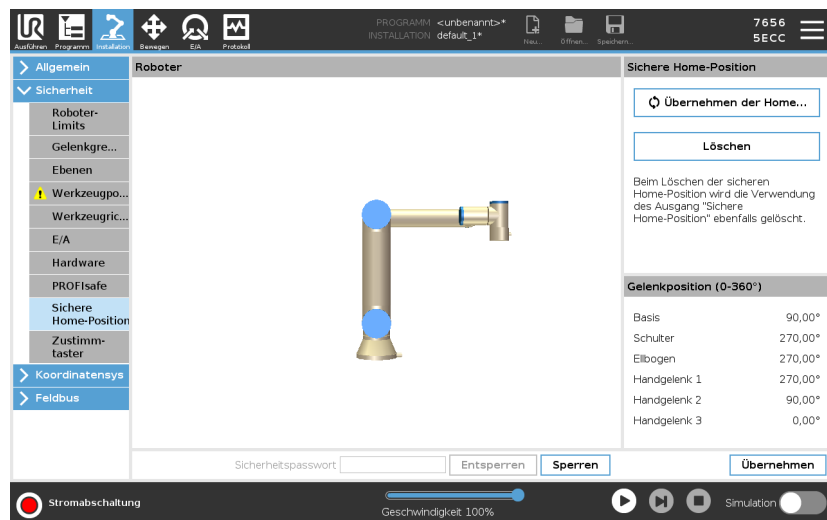 UR
PROGRAMM <unbenannt>*
INSTALLATION default_1*
Ausführen Programm Installation Bewegen E/A Protokoll
Neu... Öffnen... Speichern...
7656
5ECC
Allgemein
Sicherheit
Roboter-
Limits
Gelenkgre...
Ebenen
Werkzeugpo...
Werkzeugric...
E/A
Hardware
PROFIsafe
Sichere
Home-Position
Zustimm-
taster
Koordinatensys
Feldbus
Roboter
Sichere Home-Position
Übernehmen der Home...
Löschen
Beim Löschen der sicheren
Home-Position wird die Verwendung
des Ausgang "Sichere
Home-Position" ebenfalls gelöscht.
Gelenkposition (0-360°)
Basis 90,00°
Schulter 270,00°
Ellbogen 270,00°
Handgelenk 1 270,00°
Handgelenk 2 90,00°
Handgelenk 3 0,00°
Sicherheitspasswort Entsperren Sperren Übernehmen
Stromabschaltung
Geschwindigkeit 100%
Simulation